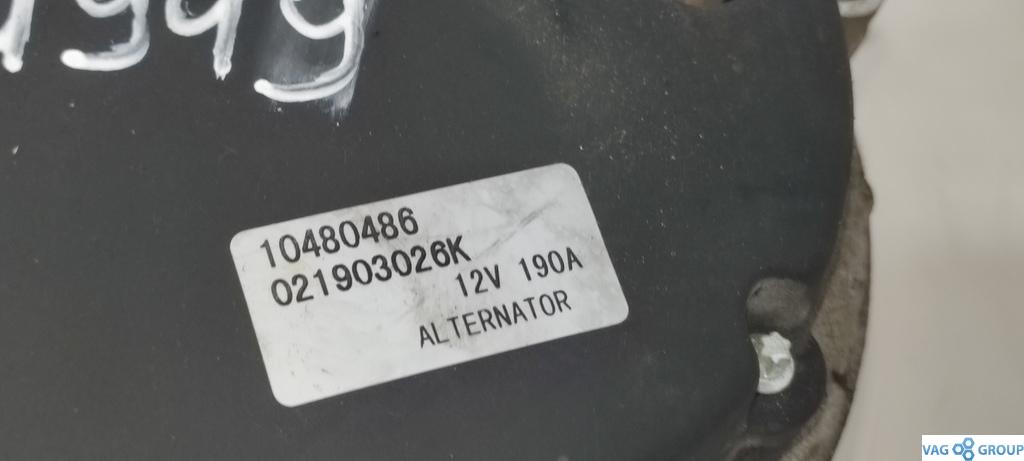 10480486
021903026K
12V 190A
ALTERNATOR
VAG GROUP